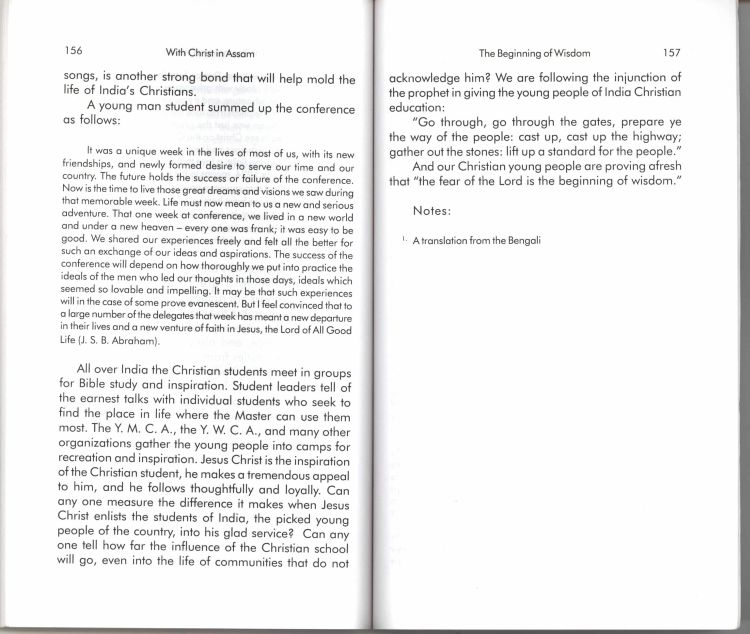 156 With Christ in Assam
songs, is another strong bond that will help mold the
life of India's Christians.
A young man student summed up the conference
as follows:
It was a unique week in the lives of most of us, with its new
friendships, and newly formed desire to serve our time and our
country. The future holds the success or failure of the conference.
Now is the time to live those great dreams and visions we saw during
that memorable week. Life must now mean to us a new and serious
adventure. That one week at conference, we lived in a new world
and under a new heaven – every one was frank; it was easy to be
good. We shared our experiences freely and felt all the better for
such an exchange of our ideas and aspirations. The success of the
conference will depend on how thoroughly we put into practice the
ideals of the men who led our thoughts in those days, ideals which
seemed so lovable and impelling. It may be that such experiences
will in the case of some prove evanescent. But I feel convinced that to
a large number of the delegates that week has meant a new departure
in their lives and a new venture of faith in Jesus, the Lord of All Good
Life (J. S. B. Abraham).
All over India the Christian students meet in groups
for Bible study and inspiration. Student leaders tell of
the earnest talks with individual students who seek to
find the place in life where the Master can use them
most. The Y. M. C. A., the Y. W. C. A., and many other
organizations gather the young people into camps for
recreation and inspiration. Jesus Christ is the inspiration
of the Christian student, he makes a tremendous appeal
to him, and he follows thoughtfully and loyally. Can
any one measure the difference it makes when Jesus
Christ enlists the students of India, the picked young
people of the country, into his glad service? Can any
one tell how far the influence of the Christian school
will go, even into the life of communities that do not
The Beginning of Wisdom 157
acknowledge him? We are following the injunction of
the prophet in giving the young people of India Christian
education:
"Go through, go through the gates, prepare ye
the way of the people: cast up, cast up the highway;
gather out the stones: lift up a standard for the people."
And our Christian young people are proving afresh
that "the fear of the Lord is the beginning of wisdom."
Notes:
1. A translation from the Bengali